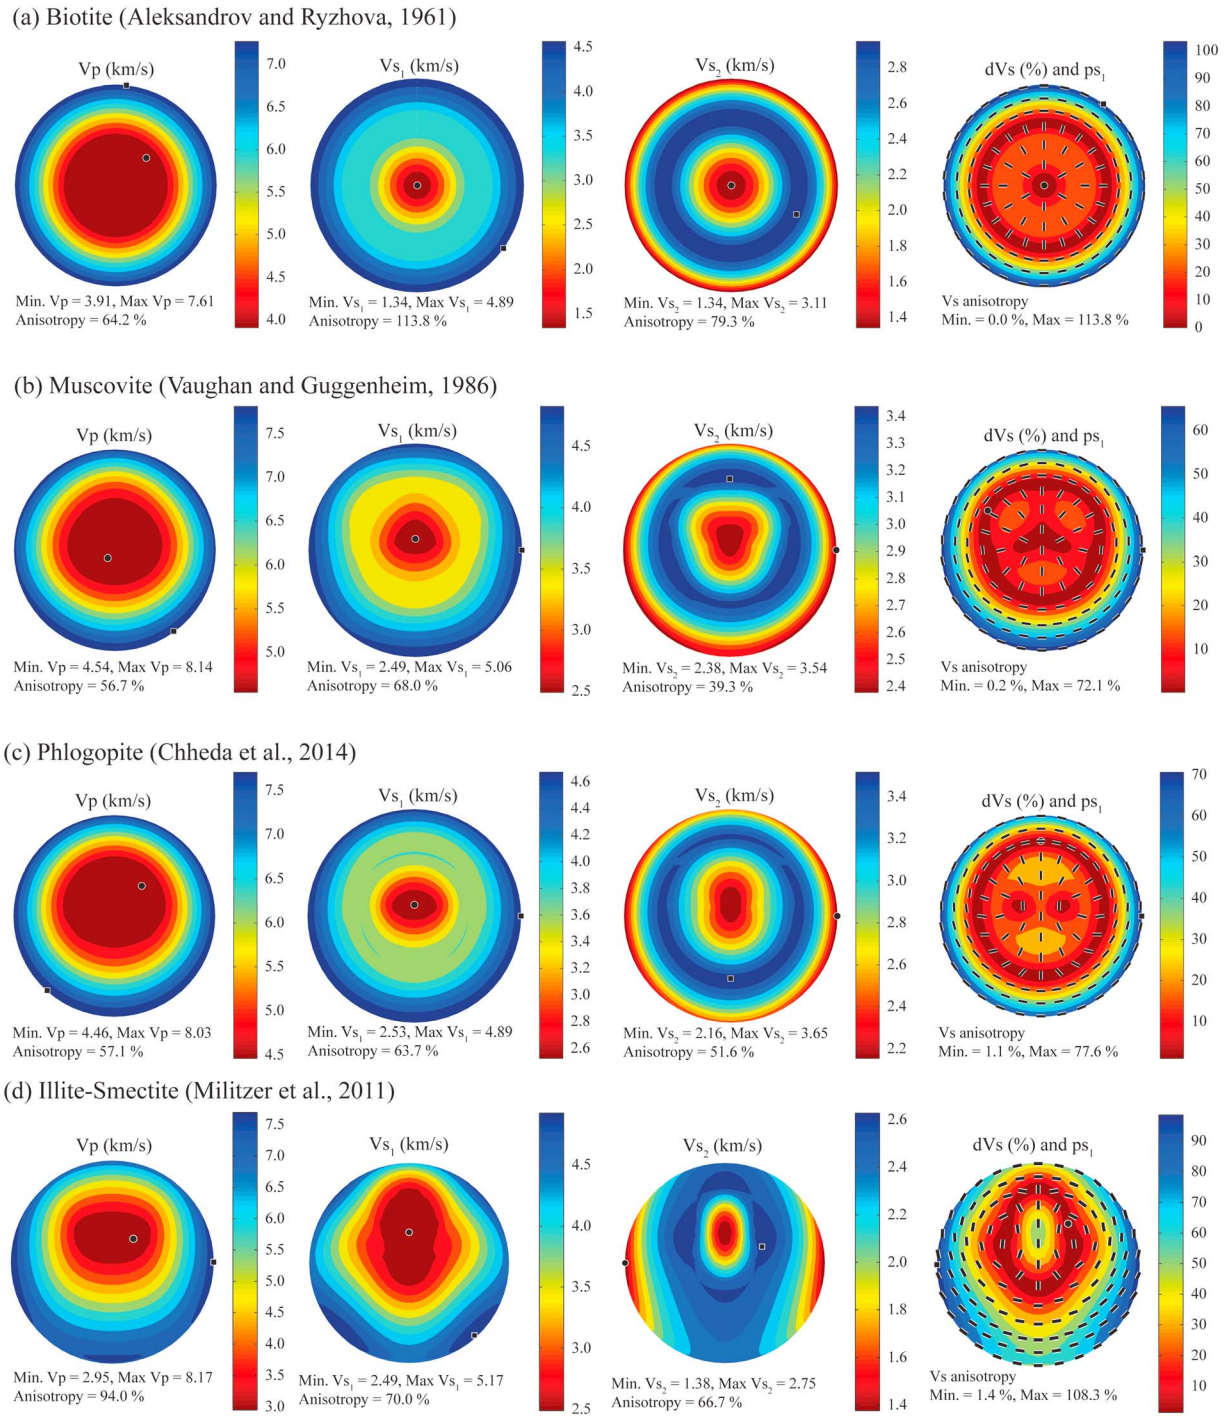 (a) Biotite (Aleksandrov and Ryzhova, 1961)
Vp (km/s)
7.0
6.5
6.0
5.5
5.0
4.5
4.0
Min. Vp = 3.91, Max Vp = 7.61
Anisotropy = 64.2 %
Vs₁ (km/s)
4.5
4.0
3.5
3.0
2.5
2.0
1.5
Min. Vs₁ = 1.34, Max Vs₁ = 4.89
Anisotropy = 113.8 %
Vs₂ (km/s)
2.8
2.6
2.4
2.2
2.0
1.8
1.6
1.4
Min. Vs₂ = 1.34, Max Vs₂ = 3.11
Anisotropy = 79.3 %
dVs (%) and ps₁
100
90
80
70
60
50
40
30
20
10
0
Vs anisotropy
Min. = 0.0 %, Max = 113.8 %
(b) Muscovite (Vaughan and Guggenheim, 1986)
Vp (km/s)
7.5
7.0
6.5
6.0
5.5
5.0
Min. Vp = 4.54, Max Vp = 8.14
Anisotropy = 56.7 %
Vs₁ (km/s)
4.5
4.0
3.5
3.0
2.5
Min. Vs₁ = 2.49, Max Vs₁ = 5.06
Anisotropy = 68.0 %
Vs₂ (km/s)
3.4
3.3
3.2
3.1
3.0
2.9
2.8
2.7
2.6
2.5
2.4
Min. Vs₂ = 2.38, Max Vs₂ = 3.54
Anisotropy = 39.3 %
dVs (%) and ps₁
60
50
40
30
20
10
Vs anisotropy
Min. = 0.2 %, Max = 72.1 %
(c) Phlogopite (Chheda et al., 2014)
Vp (km/s)
7.5
7.0
6.5
6.0
5.5
5.0
4.5
Min. Vp = 4.46, Max Vp = 8.03
Anisotropy = 57.1 %
Vs₁ (km/s)
4.6
4.4
4.2
4.0
3.8
3.6
3.4
3.2
3.0
2.8
2.6
Min. Vs₁ = 2.53, Max Vs₁ = 4.89
Anisotropy = 63.7 %
Vs₂ (km/s)
3.4
3.2
3.0
2.8
2.6
2.4
2.2
Min. Vs₂ = 2.16, Max Vs₂ = 3.65
Anisotropy = 51.6 %
dVs (%) and ps₁
70
60
50
40
30
20
10
Vs anisotropy
Min. = 1.1 %, Max = 77.6 %
(d) Illite-Smectite (Militzer et al., 2011)
Vp (km/s)
7.5
7.0
6.5
6.0
5.5
5.0
4.5
4.0
3.5
3.0
Min. Vp = 2.95, Max Vp = 8.17
Anisotropy = 94.0 %
Vs₁ (km/s)
4.5
4.0
3.5
3.0
2.5
Min. Vs₁ = 2.49, Max Vs₁ = 5.17
Anisotropy = 70.0 %
Vs₂ (km/s)
2.6
2.4
2.2
2.0
1.8
1.6
1.4
Min. Vs₂ = 1.38, Max Vs₂ = 2.75
Anisotropy = 66.7 %
dVs (%) and ps₁
90
80
70
60
50
40
30
20
10
Vs anisotropy
Min. = 1.4 %, Max = 108.3 %